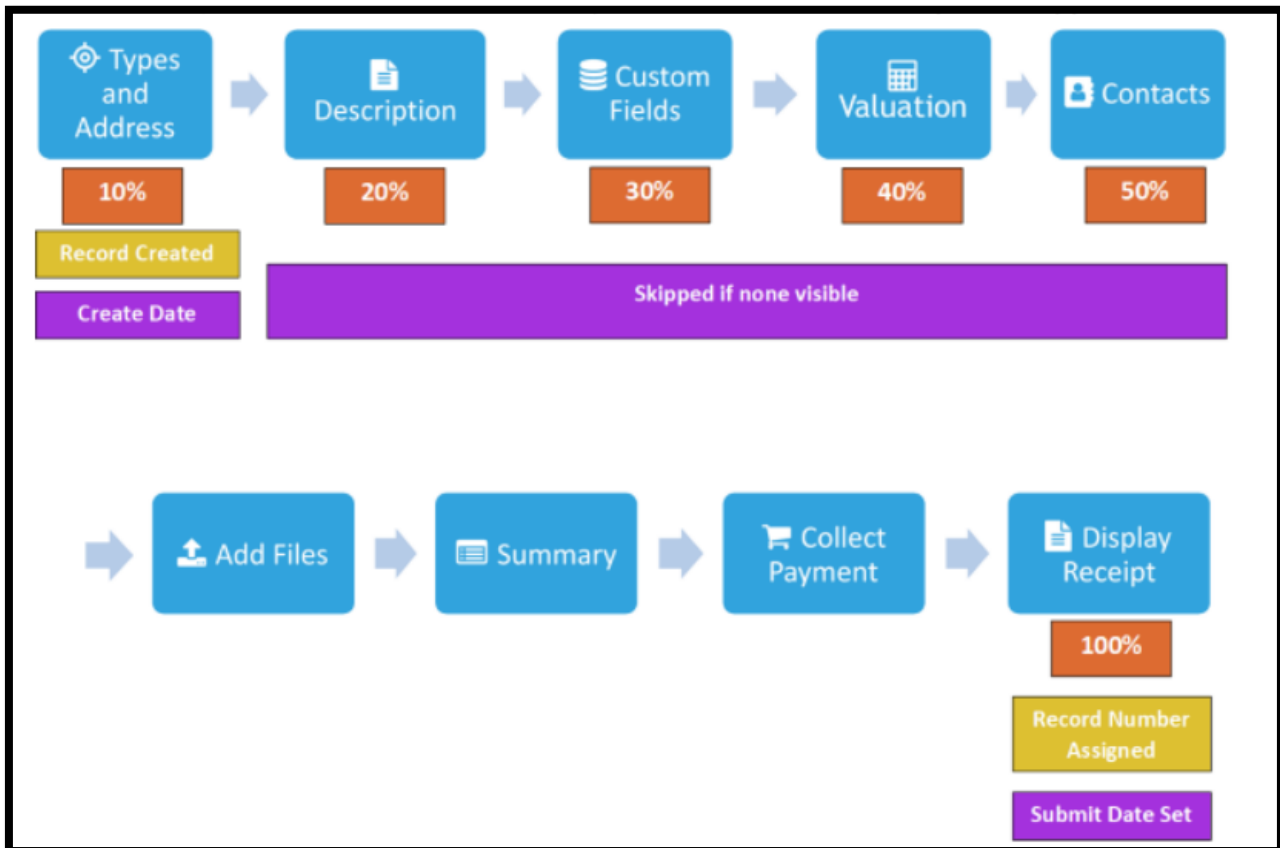 Types
and
Address
Description
Custom
Fields
Valuation
Contacts
10%
20%
30%
40%
50%
Record Created
Create Date
Skipped if none visible
Add Files
Summary
Collect
Payment
Display
Receipt
100%
Record Number
Assigned
Submit Date Set